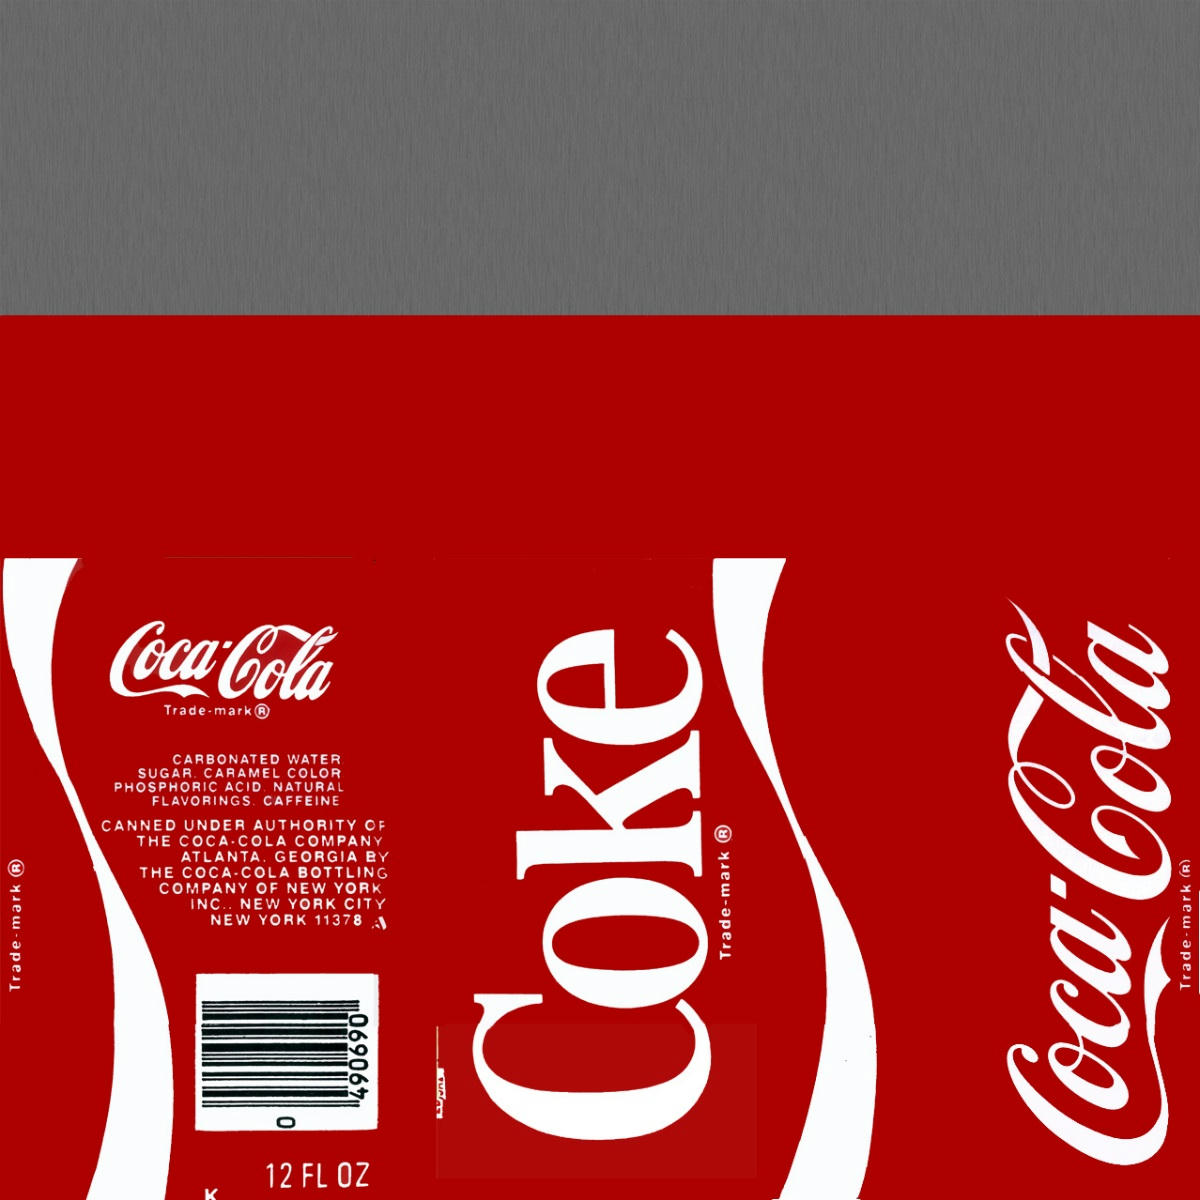 Coca-Cola
Trade-mark®
CARBONATED WATER
SUGAR. CARAMEL COLOR
PHOSPHORIC ACID. NATURAL
FLAVORINGS. CAFFEINE
CANNED UNDER AUTHORITY OF
THE COCA-COLA COMPANY
ATLANTA. GEORGIA BY
THE COCA-COLA BOTTLING
COMPANY OF NEW YORK
INC.. NEW YORK CITY
NEW YORK 11378
490690
0
12 FL OZ
K
Trade-mark ®
Coke
Trade-mark ®
Coca-Cola
Trade-mark ®